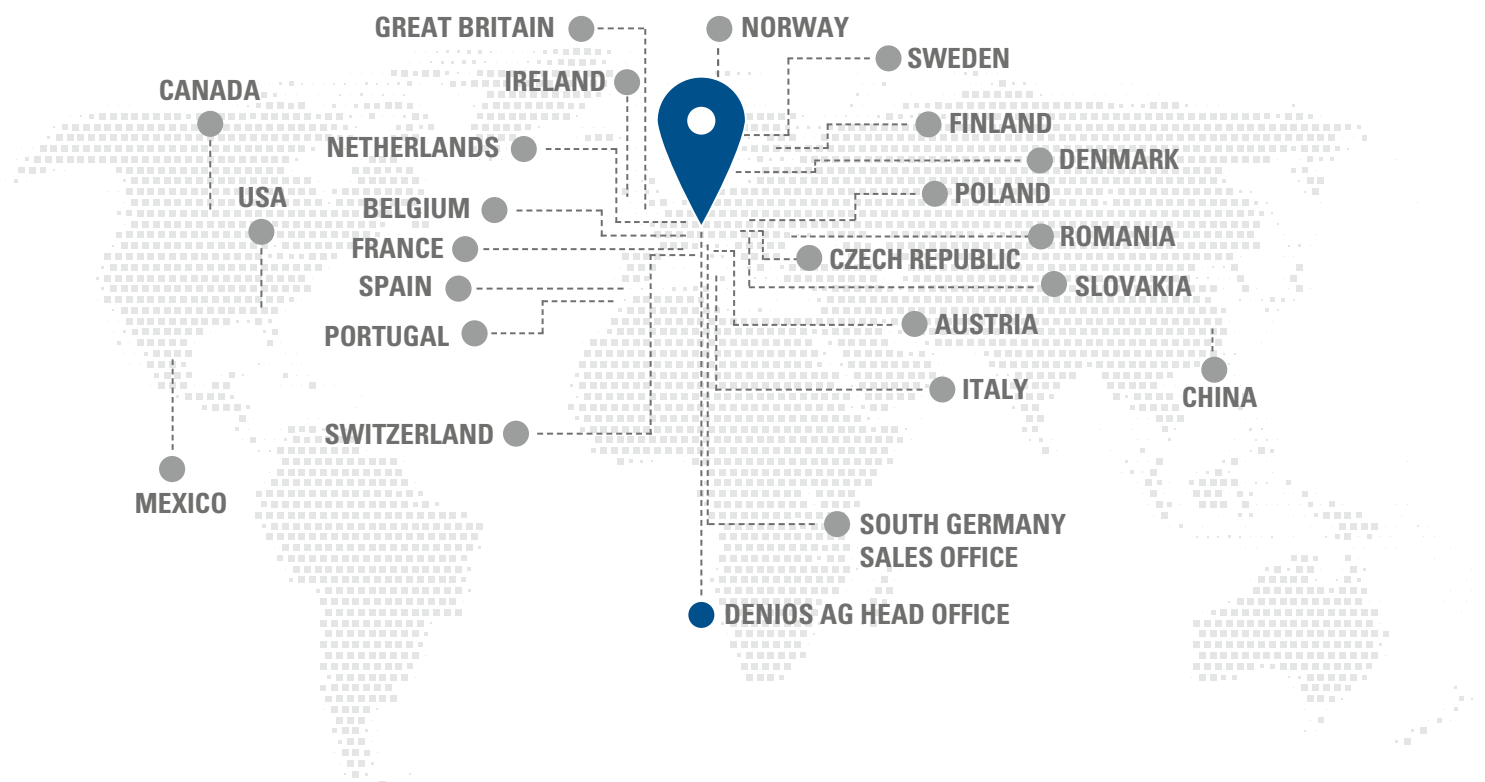 GREAT BRITAIN
NORWAY
SWEDEN
IRELAND
CANADA
FINLAND
NETHERLANDS
DENMARK
POLAND
USA
BELGIUM
ROMANIA
FRANCE
CZECH REPUBLIC
SPAIN
SLOVAKIA
AUSTRIA
PORTUGAL
ITALY
CHINA
SWITZERLAND
MEXICO
SOUTH GERMANY
SALES OFFICE
DENIOS AG HEAD OFFICE